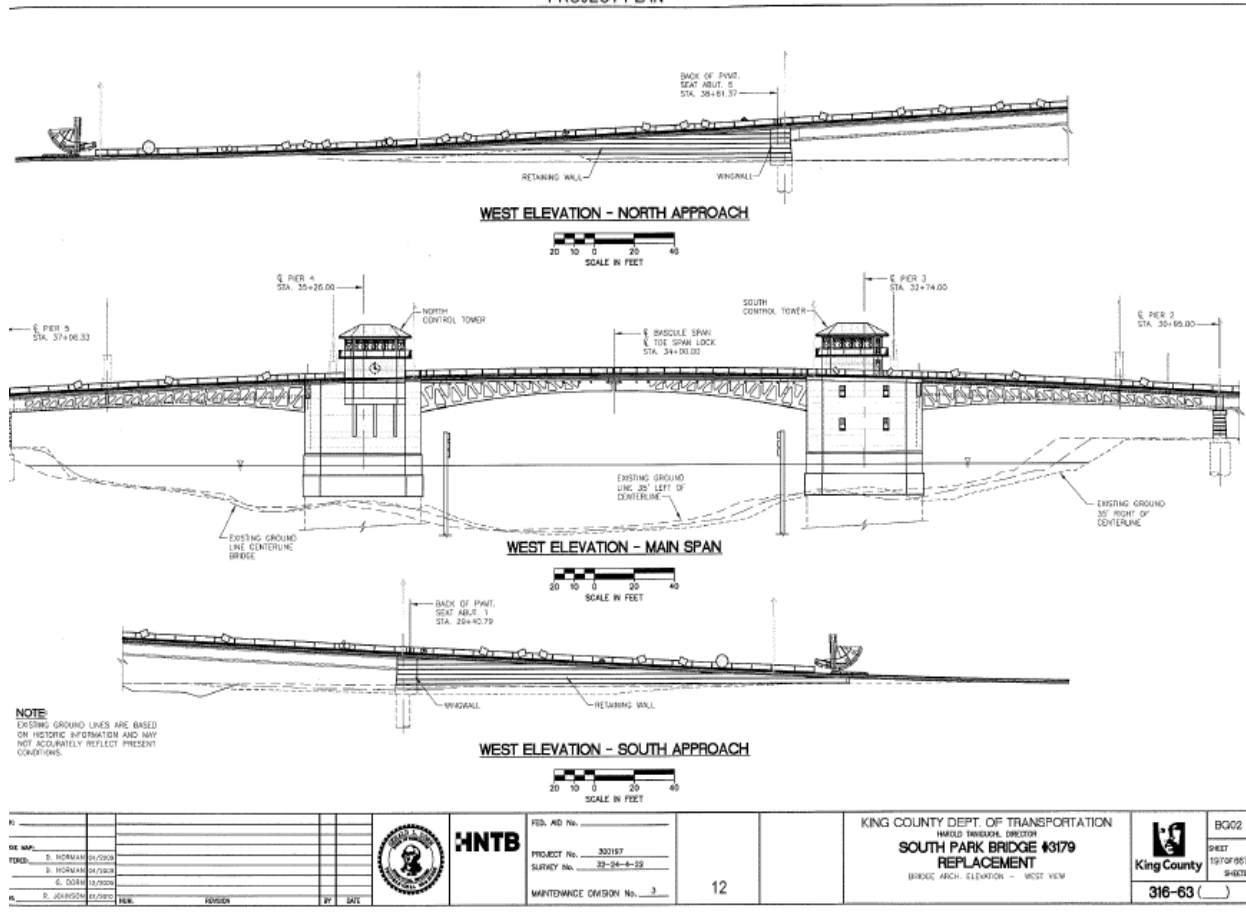 PROJECT PLAN
BACK OF PVMT.
SEAT ABUT. 6
STA. 38+61.37
RETAINING WALL
WINGWALL
WEST ELEVATION - NORTH APPROACH
20 10 0 20 40
SCALE IN FEET
℄ PIER 5
STA. 37+06.33
℄ PIER 4
STA. 35+26.00
NORTH
CONTROL TOWER
℄ BASCULE SPAN
℄ TOE SPAN LOCK
STA. 34+00.00
SOUTH
CONTROL TOWER
℄ PIER 3
STA. 32+74.00
℄ PIER 2
STA. 30+95.00
EXISTING GROUND
LINE CENTERLINE
BRIDGE
EXISTING GROUND
LINE 35' LEFT OF
CENTERLINE
EXISTING GROUND
35' RIGHT OF
CENTERLINE
WEST ELEVATION - MAIN SPAN
20 10 0 20 40
SCALE IN FEET
BACK OF PVMT.
SEAT ABUT. 1
STA. 29+40.79
WINGWALL
RETAINING WALL
NOTE:
EXISTING GROUND LINES ARE BASED
ON HISTORIC INFORMATION AND MAY
NOT ACCURATELY REFLECT PRESENT
CONDITIONS.
WEST ELEVATION - SOUTH APPROACH
20 10 0 20 40
SCALE IN FEET
D. NORMAN
D. NORMAN
G. DORN
R. JOHNSON
NUM. REVISION BY DATE
HNTB
FED. AID No.
PROJECT No. 300197
SURVEY No. 32-24-4-32
MAINTENANCE DIVISION No. 3
12
KING COUNTY DEPT. OF TRANSPORTATION
HAROLD TANIGUCHI, DIRECTOR
SOUTH PARK BRIDGE #3179
REPLACEMENT
BRIDGE ARCH. ELEVATION - WEST VIEW
King County
BG02
SHEET
SHEETS
316-63 (__)